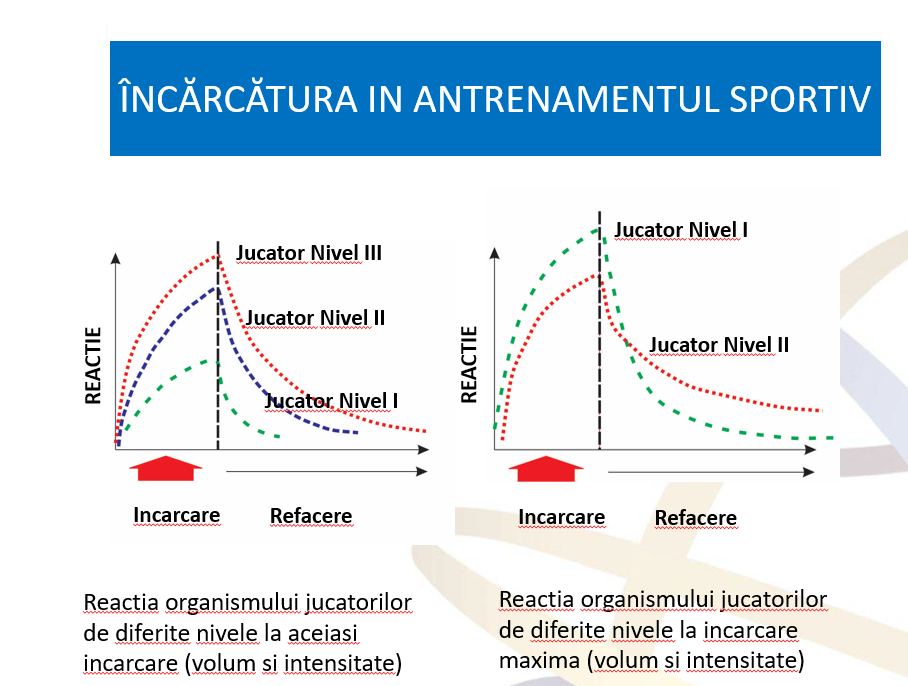 ÎNCĂRCĂTURA IN ANTRENAMENTUL SPORTIV
REACTIE
Jucator Nivel III
Jucator Nivel II
Jucator Nivel I
Incarcare
Refacere
Reactia organismului jucatorilor
de diferite nivele la aceiasi
incarcare (volum si intensitate)
REACTIE
Jucator Nivel I
Jucator Nivel II
Incarcare
Refacere
Reactia organismului jucatorilor
de diferite nivele la incarcare
maxima (volum si intensitate)